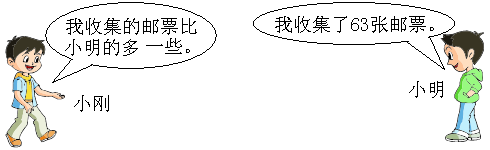 我收集的邮票比
小明的多一些。
小刚
我收集了63张邮票。
小明